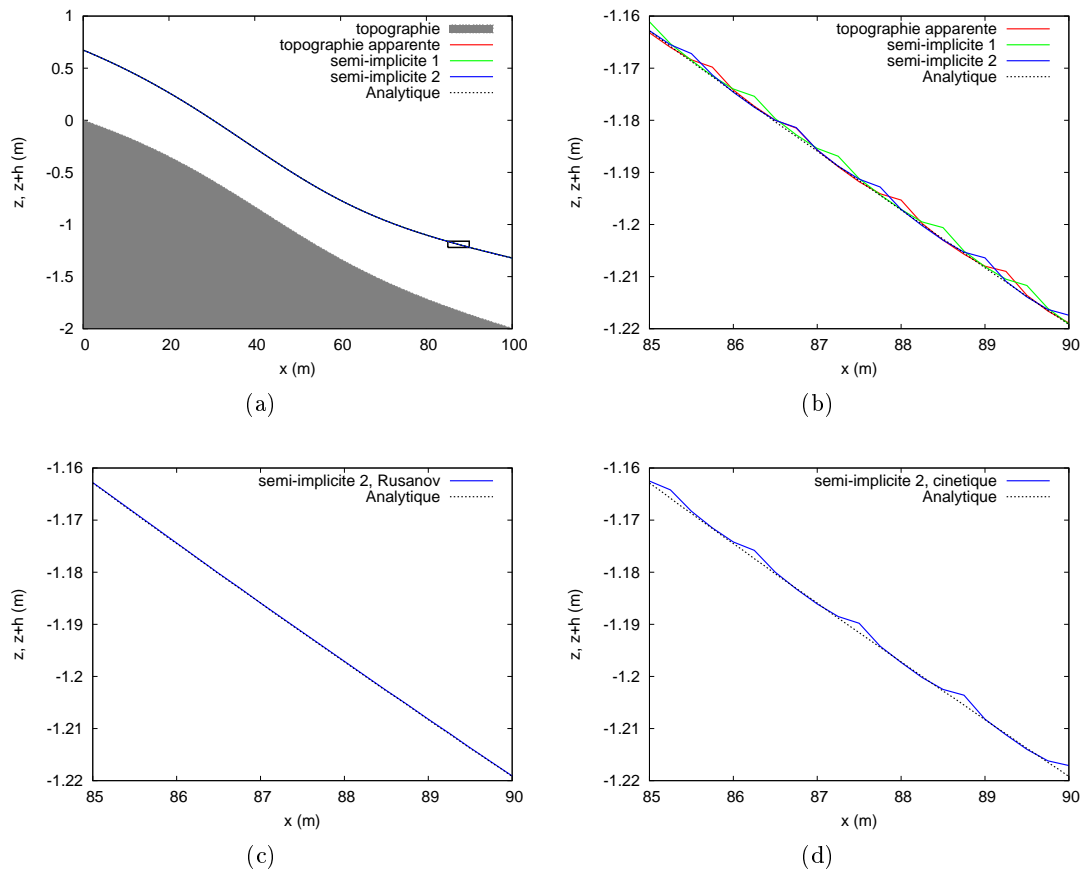 topographie
topographie apparente
semi-implicite 1
semi-implicite 2
Analytique
z, z+h (m)
1
0.5
0
-0.5
-1
-1.5
-2
0 20 40 60 80 100
x (m)
(a)
topographie apparente
semi-implicite 1
semi-implicite 2
Analytique
z, z+h (m)
-1.16
-1.17
-1.18
-1.19
-1.2
-1.21
-1.22
85 86 87 88 89 90
x (m)
(b)
semi-implicite 2, Rusanov
Analytique
z, z+h (m)
-1.16
-1.17
-1.18
-1.19
-1.2
-1.21
-1.22
85 86 87 88 89 90
x (m)
(c)
semi-implicite 2, cinetique
Analytique
z, z+h (m)
-1.16
-1.17
-1.18
-1.19
-1.2
-1.21
-1.22
85 86 87 88 89 90
x (m)
(d)